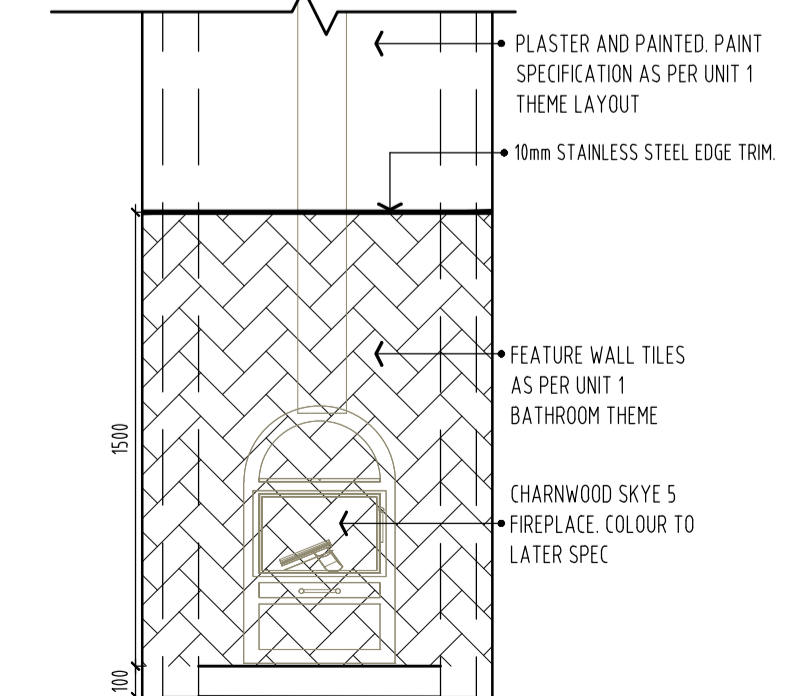 PLASTER AND PAINTED. PAINT
SPECIFICATION AS PER UNIT 1
THEME LAYOUT
10mm STAINLESS STEEL EDGE TRIM.
FEATURE WALL TILES
AS PER UNIT 1
BATHROOM THEME
1500
CHARNWOOD SKYE 5
FIREPLACE. COLOUR TO
LATER SPEC
100